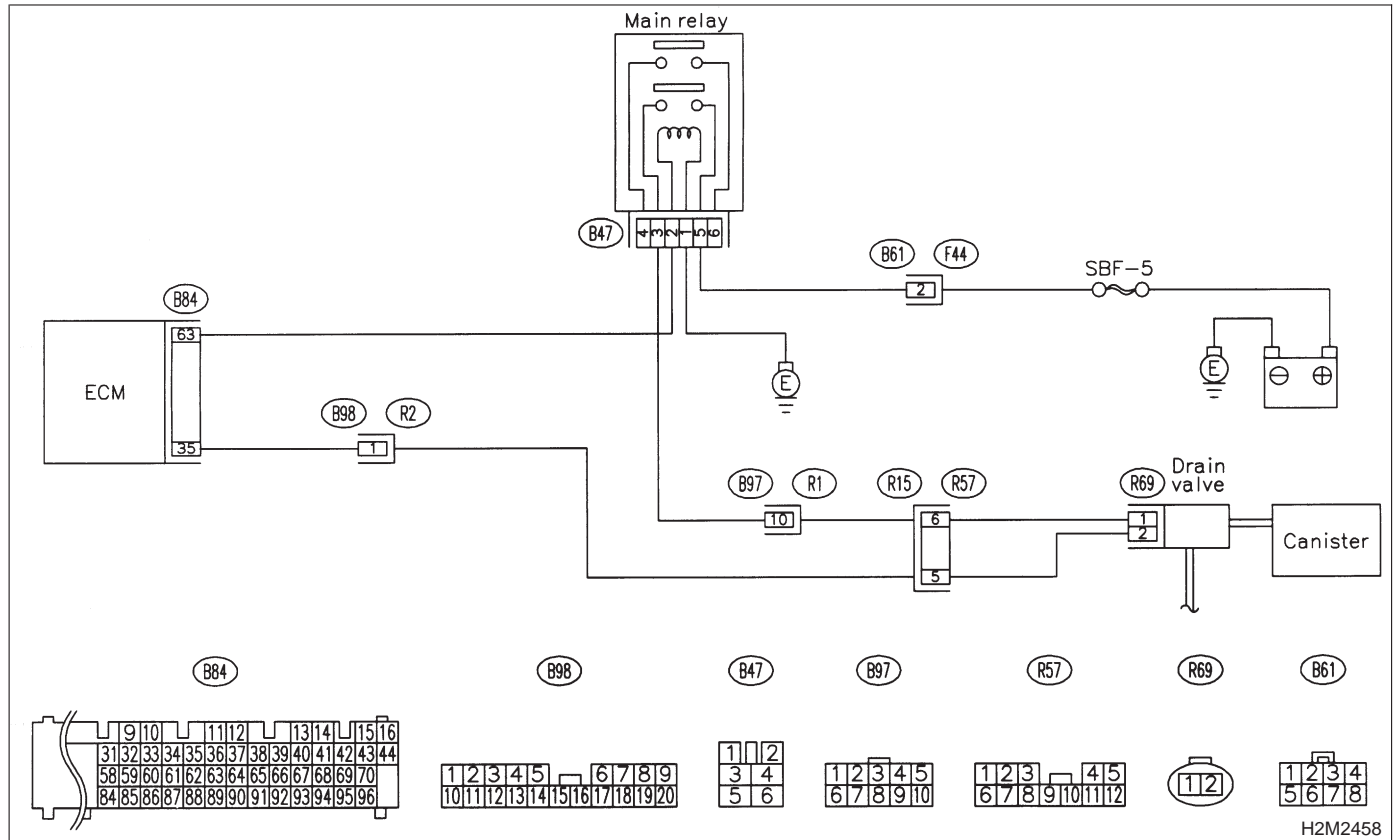 Main relay
B47
4 3 2 1 5 6
B61 F44
2
SBF-5
B84
63
ECM
35
E
E
⊖ ⊕
B98 R2
1
B97 R1
10
R15 R57
6
5
R69
1
2
Drain
valve
Canister
B84
B98
B47
B97
R57
R69
B61
9 10 11 12 13 14 15 16
31 32 33 34 35 36 37 38 39 40 41 42 43 44
58 59 60 61 62 63 64 65 66 67 68 69 70
84 85 86 87 88 89 90 91 92 93 94 95 96
1 2 3 4 5 6 7 8 9
10 11 12 13 14 15 16 17 18 19 20
1 2
3 4
5 6
1 2 3 4 5
6 7 8 9 10
1 2 3 4 5
6 7 8 9 10 11 12
1 2
1 2 3 4
5 6 7 8
H2M2458